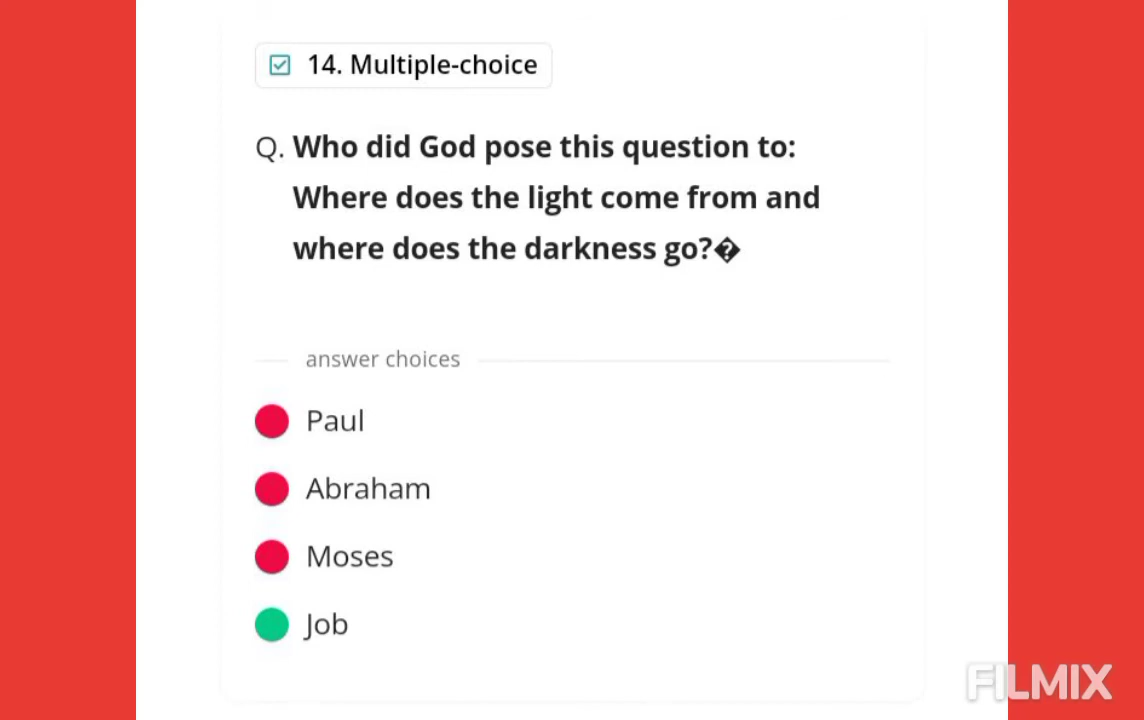 14. Multiple-choice
Q. Who did God pose this question to:
Where does the light come from and
where does the darkness go?�
answer choices
Paul
Abraham
Moses
Job
FILMIX